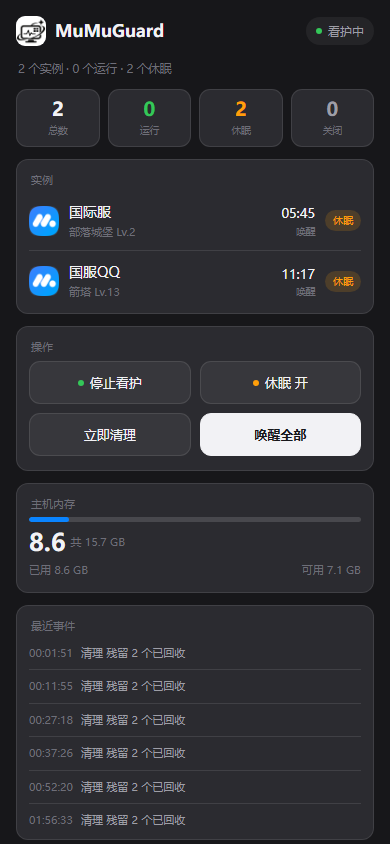 MuMuGuard
看护中
2 个实例 · 0 个运行 · 2 个休眠
2
0
2
0
总数
运行
休眠
关闭
实例
国际服
05:45
休眠
部落城堡 Lv.2
唤醒
国服QQ
11:17
休眠
箭塔 Lv.13
唤醒
操作
停止看护
休眠 开
立即清理
唤醒全部
主机内存
8.6 共 15.7 GB
已用 8.6 GB
可用 7.1 GB
最近事件
00:01:51 清理 残留 2 个已回收
00:11:55 清理 残留 2 个已回收
00:27:18 清理 残留 2 个已回收
00:37:26 清理 残留 2 个已回收
00:52:20 清理 残留 2 个已回收
01:56:33 清理 残留 2 个已回收